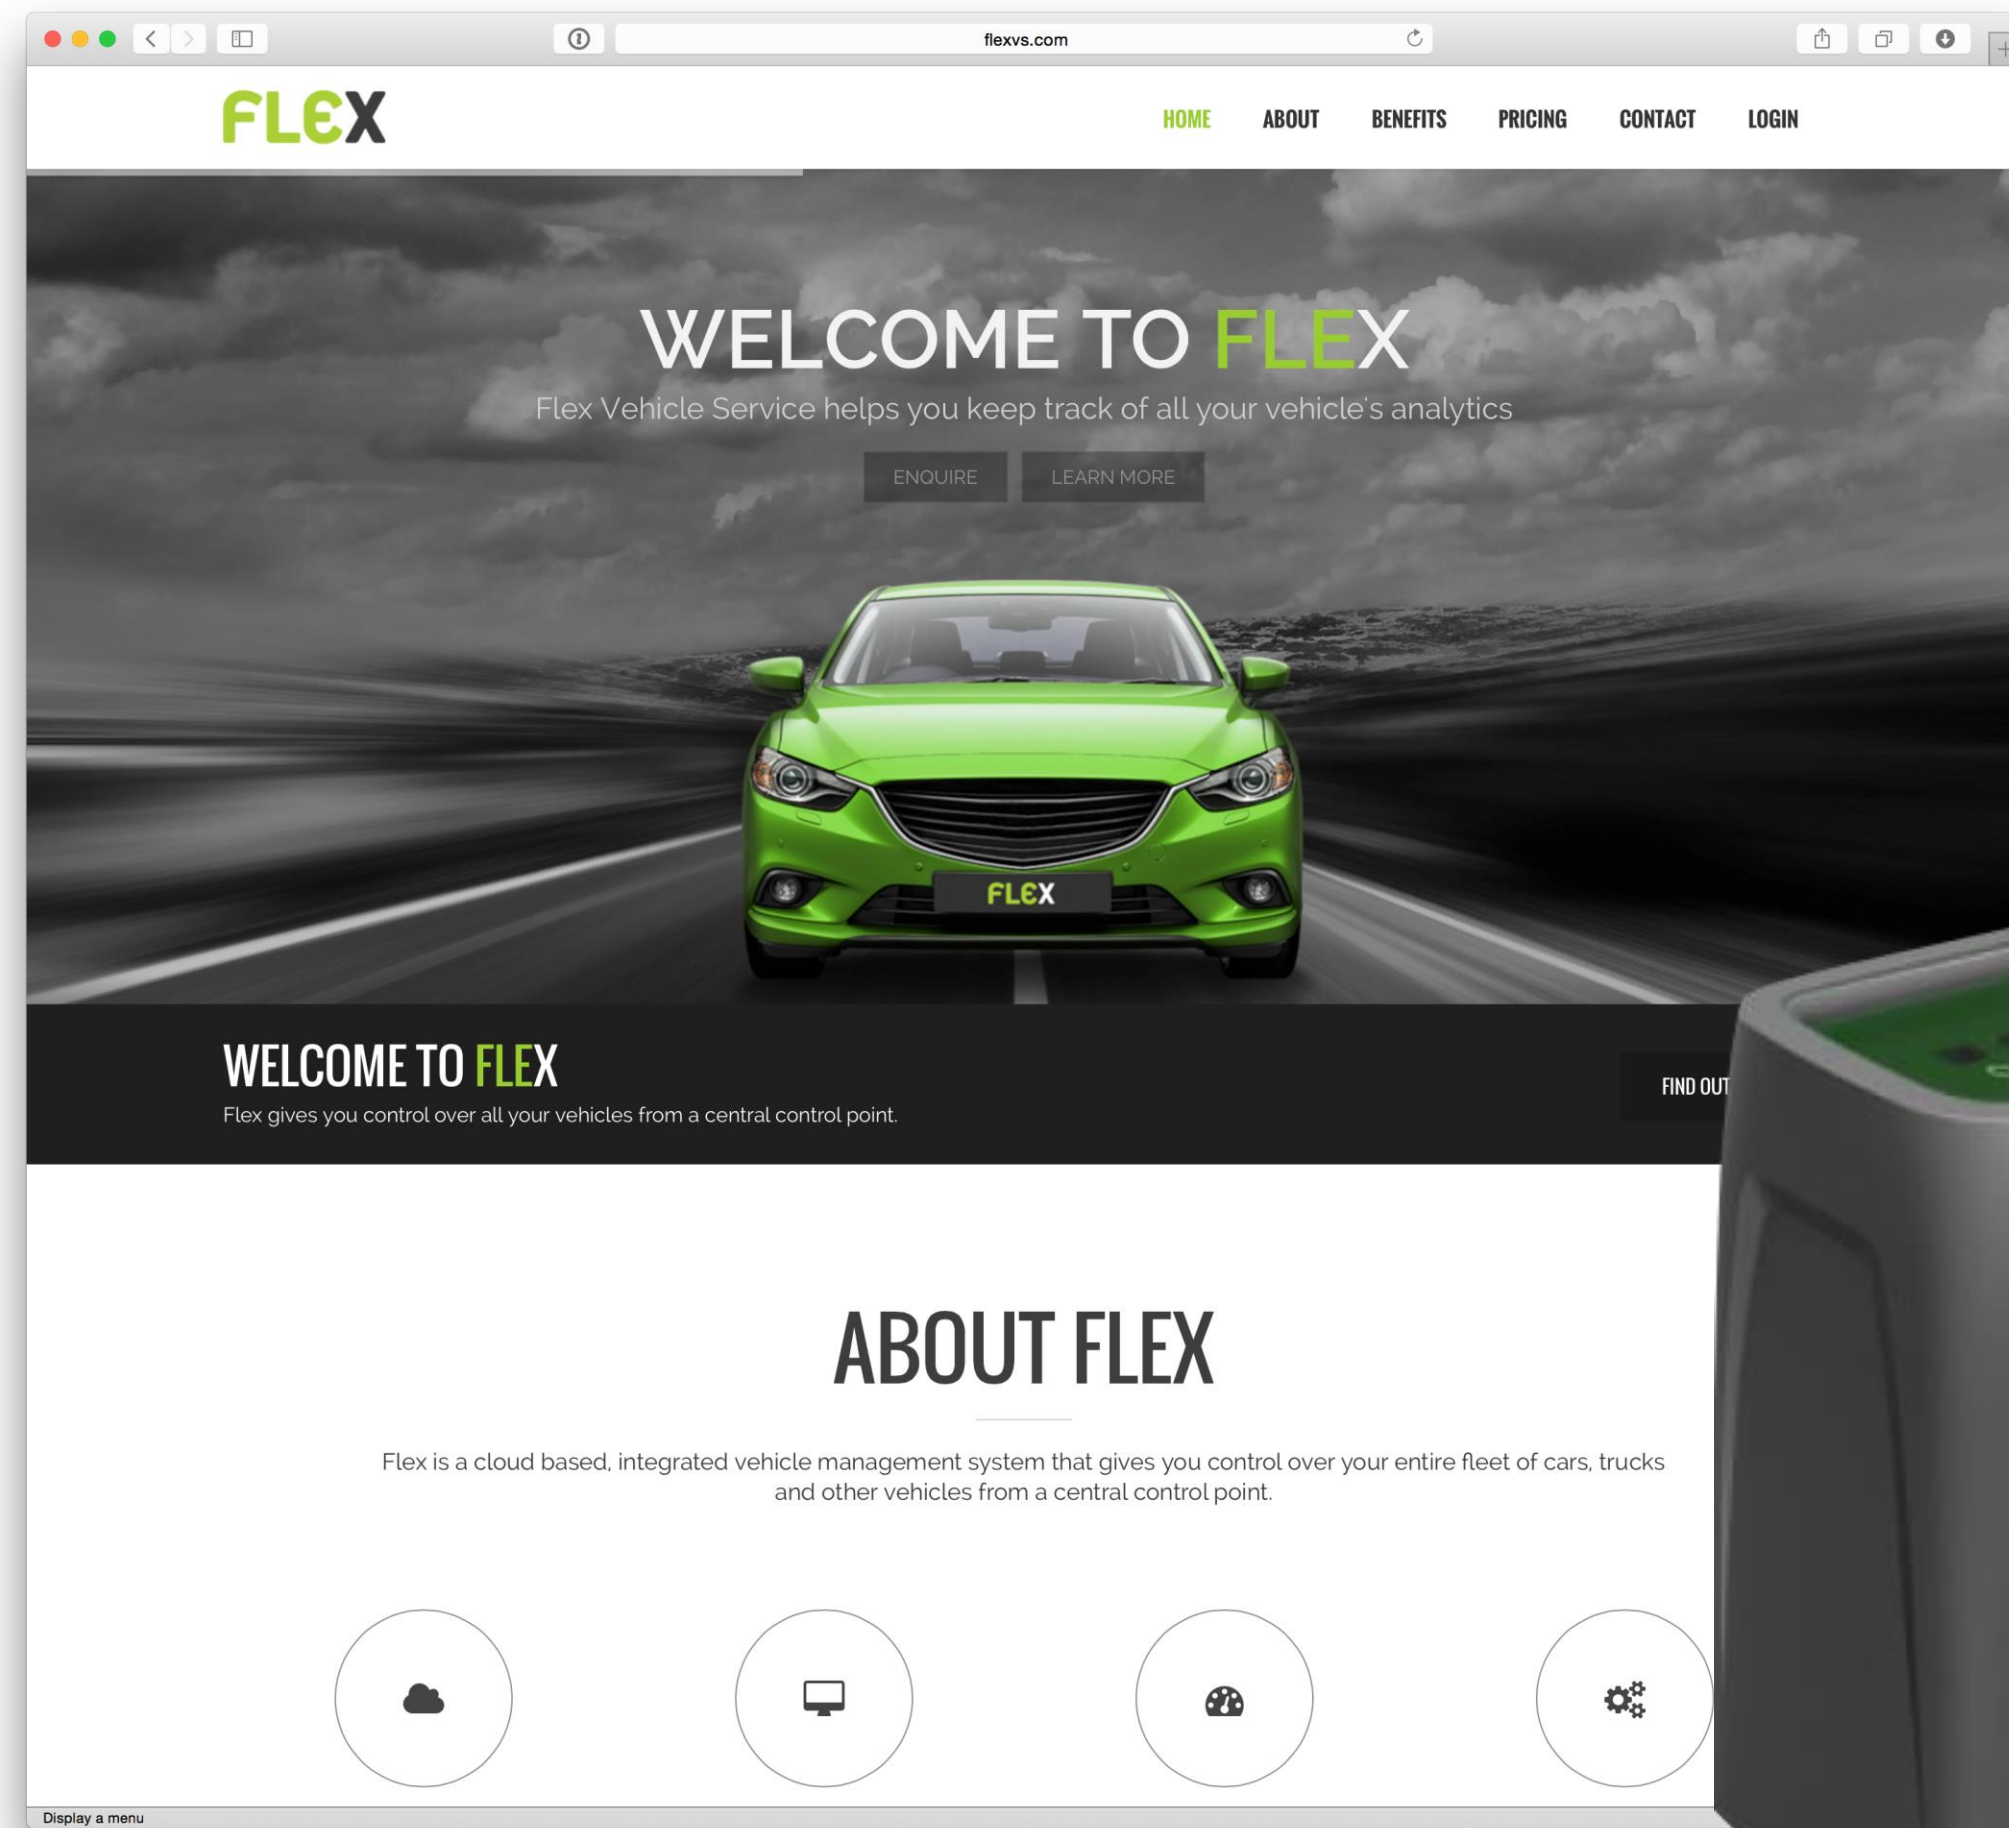 flexvs.com
FLEX
HOME ABOUT BENEFITS PRICING CONTACT LOGIN
WELCOME TO FLEX
Flex Vehicle Service helps you keep track of all your vehicle's analytics
ENQUIRE LEARN MORE
FLEX
WELCOME TO FLEX
Flex gives you control over all your vehicles from a central control point.
FIND OUT
ABOUT FLEX
Flex is a cloud based, integrated vehicle management system that gives you control over your entire fleet of cars, trucks
and other vehicles from a central control point.
Display a menu